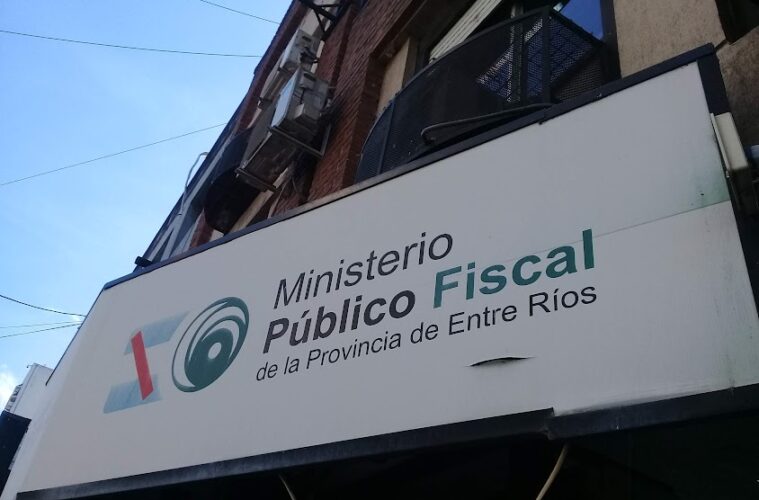 Ministerio
Público Fiscal
de la Provincia de Entre Ríos